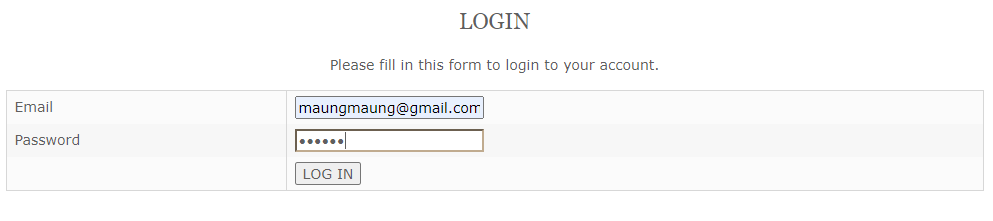 LOGIN
Please fill in this form to login to your account.
Email maungmaung@gmail.com
Password ••••••
LOG IN